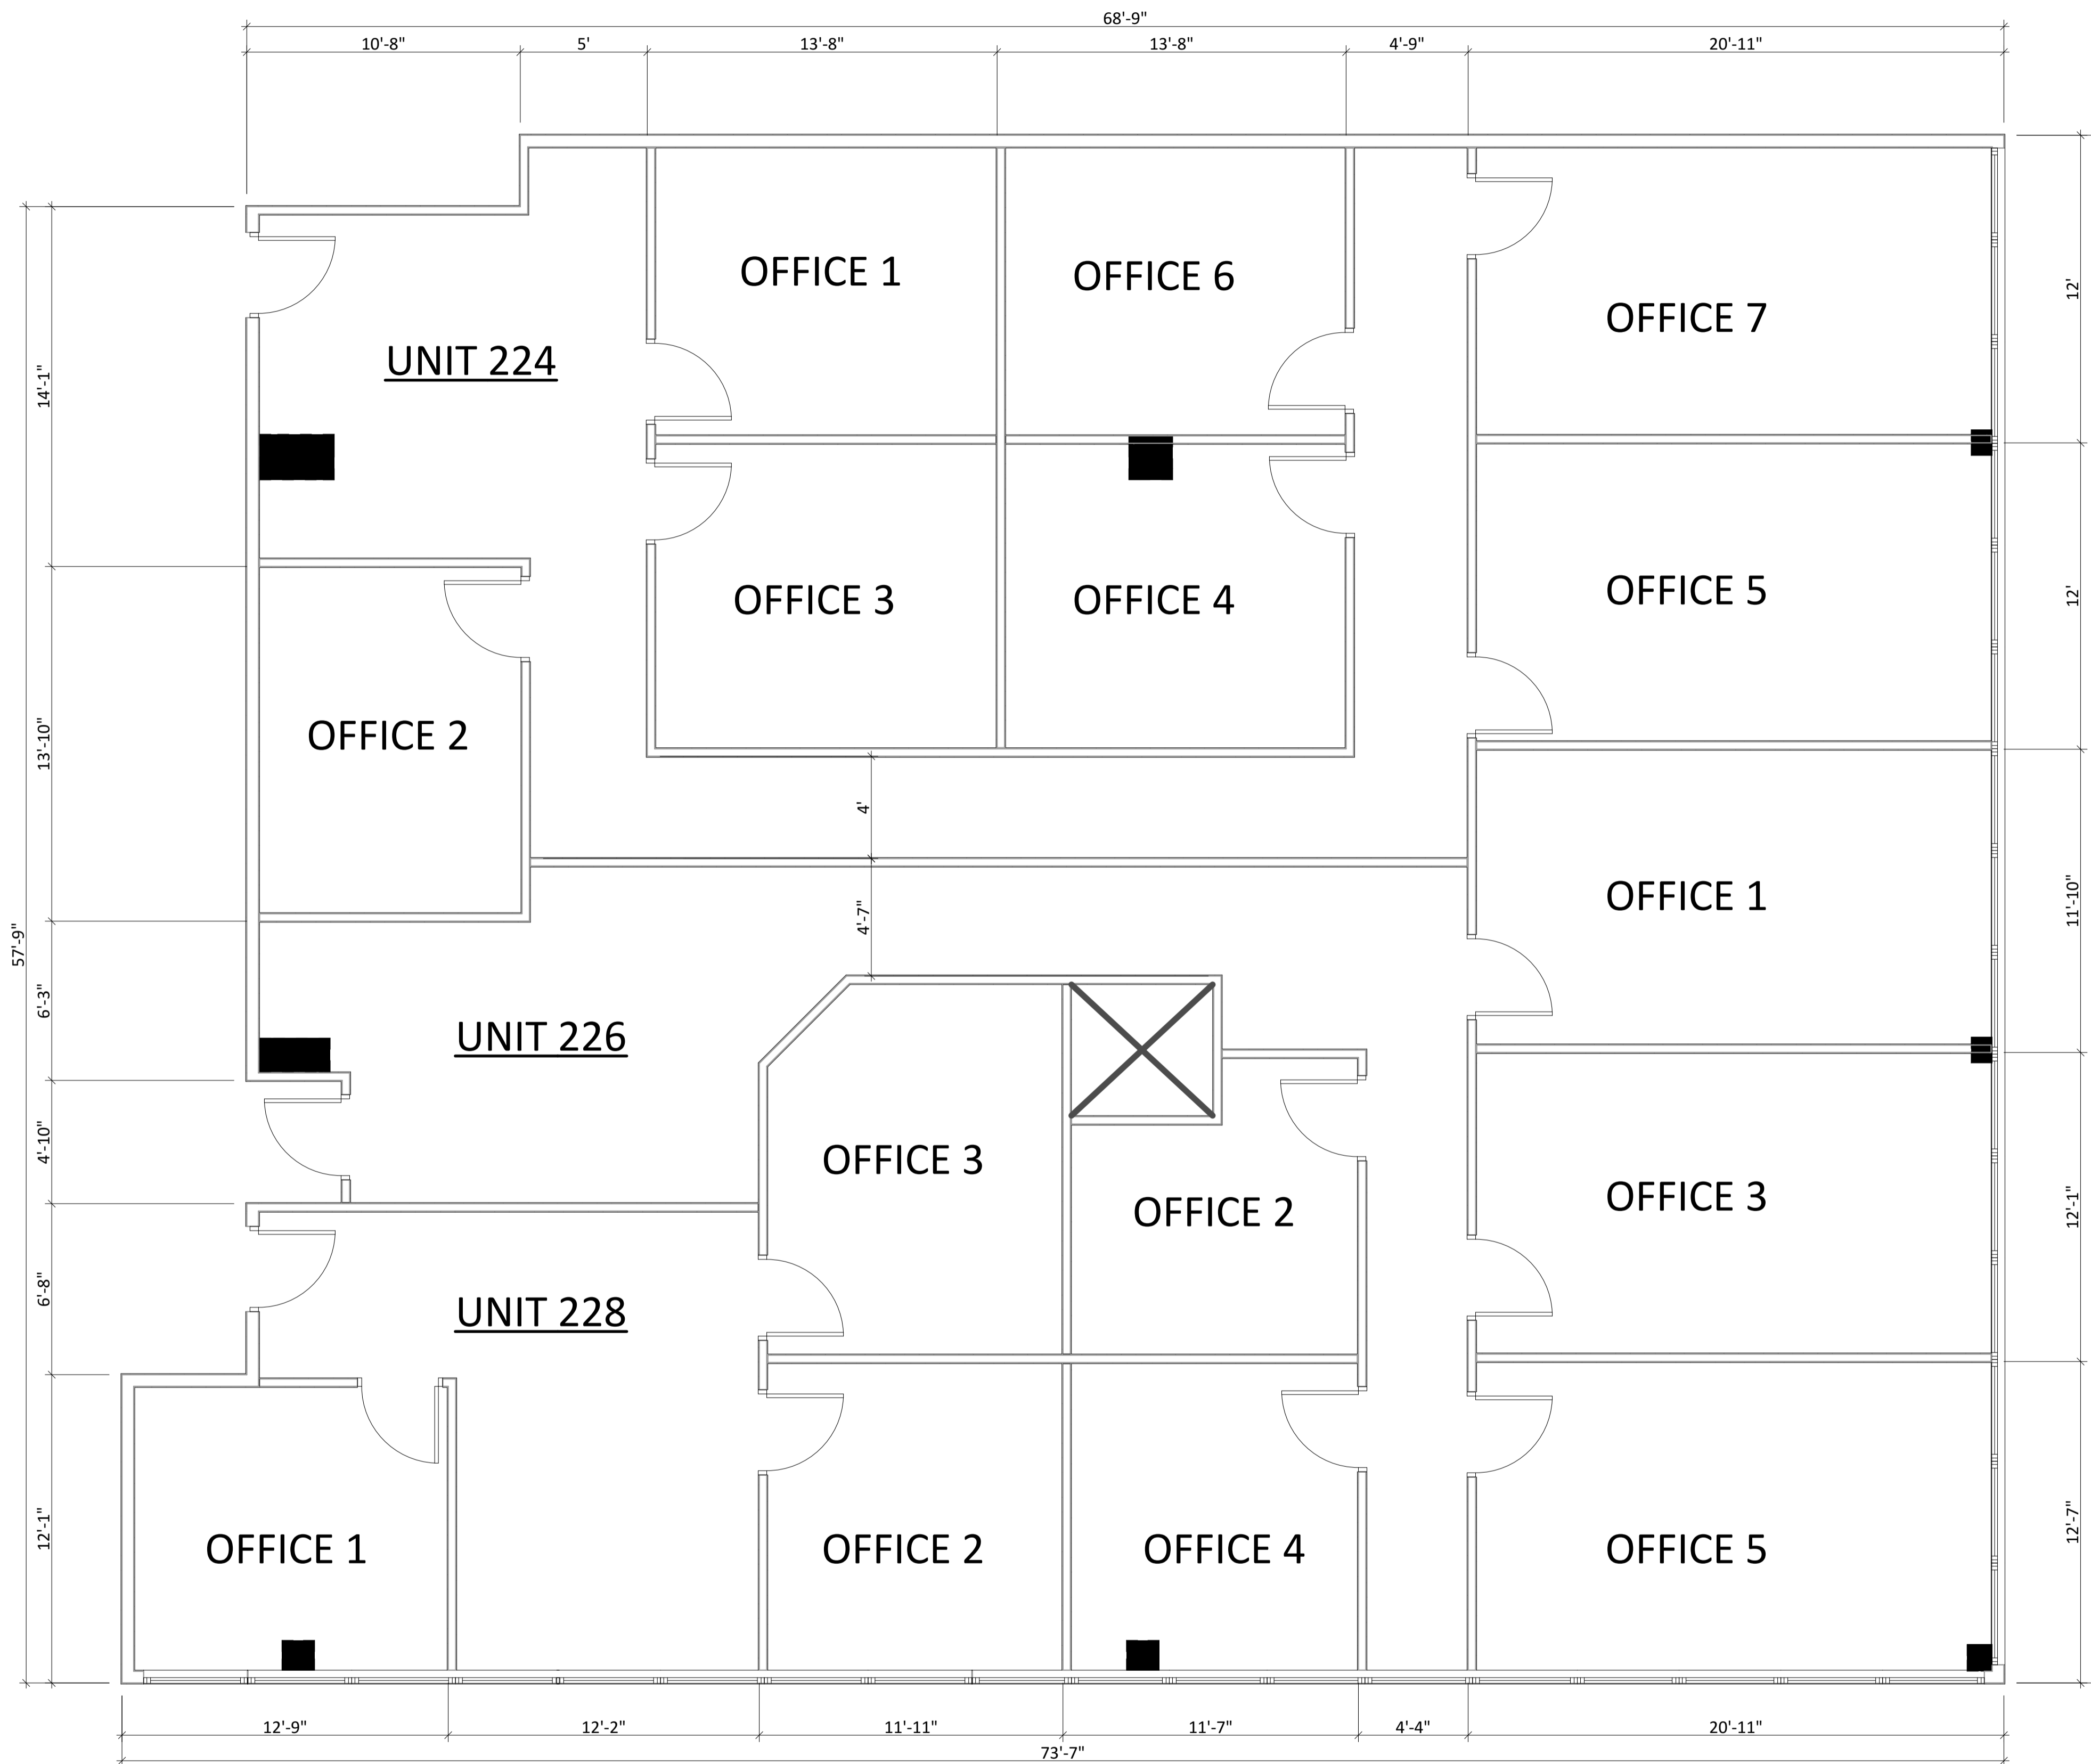 68'-9"
10'-8"
5'
13'-8"
13'-8"
4'-9"
20'-11"
OFFICE 1
OFFICE 6
OFFICE 7
12'
UNIT 224
14'-1"
OFFICE 3
OFFICE 4
OFFICE 5
12'
OFFICE 2
13'-10"
4'
OFFICE 1
11'-10"
4'-7"
57'-9"
6'-3"
UNIT 226
4'-10"
OFFICE 3
OFFICE 2
OFFICE 3
12'-1"
6'-8"
UNIT 228
12'-1"
OFFICE 1
OFFICE 2
OFFICE 4
OFFICE 5
12'-7"
12'-9"
12'-2"
11'-11"
11'-7"
4'-4"
20'-11"
73'-7"